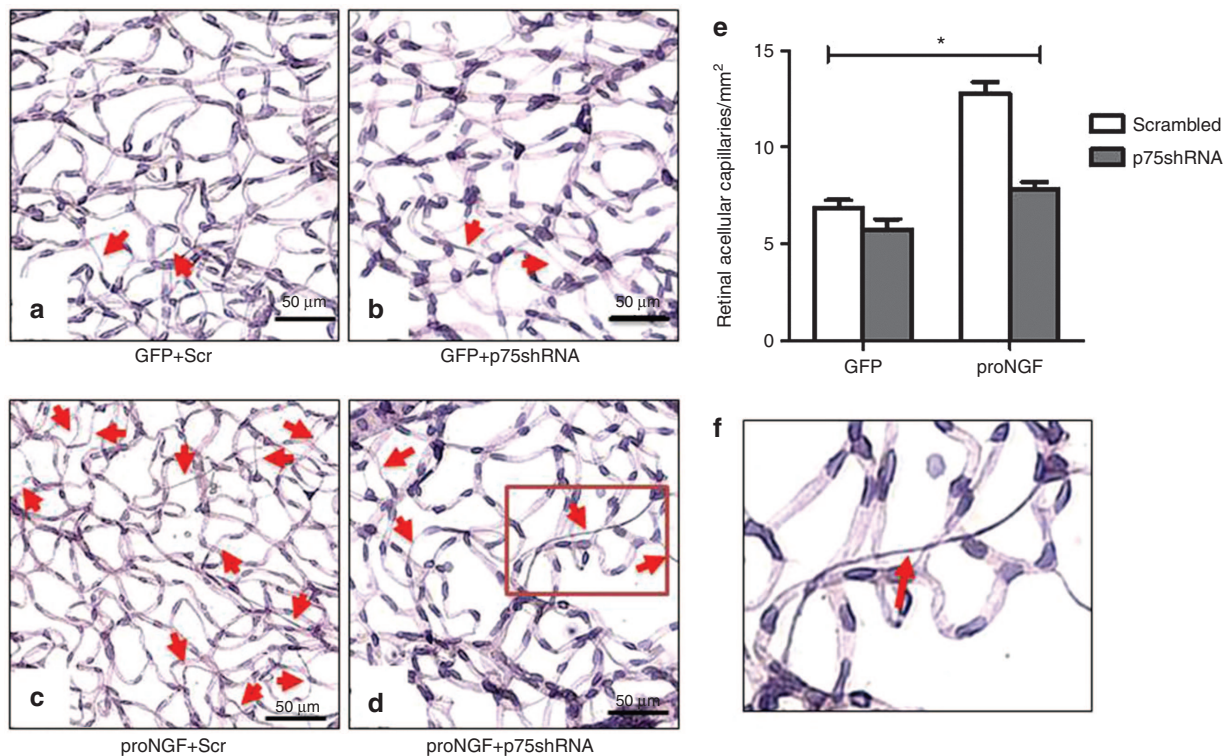 a
50 µm
GFP+Scr
b
50 µm
GFP+p75shRNA
c
50 µm
proNGF+Scr
d
50 µm
proNGF+p75shRNA
e
15
10
5
0
Retinal acellular capillaries/mm²
*
GFP
proNGF
Scrambled
p75shRNA
f